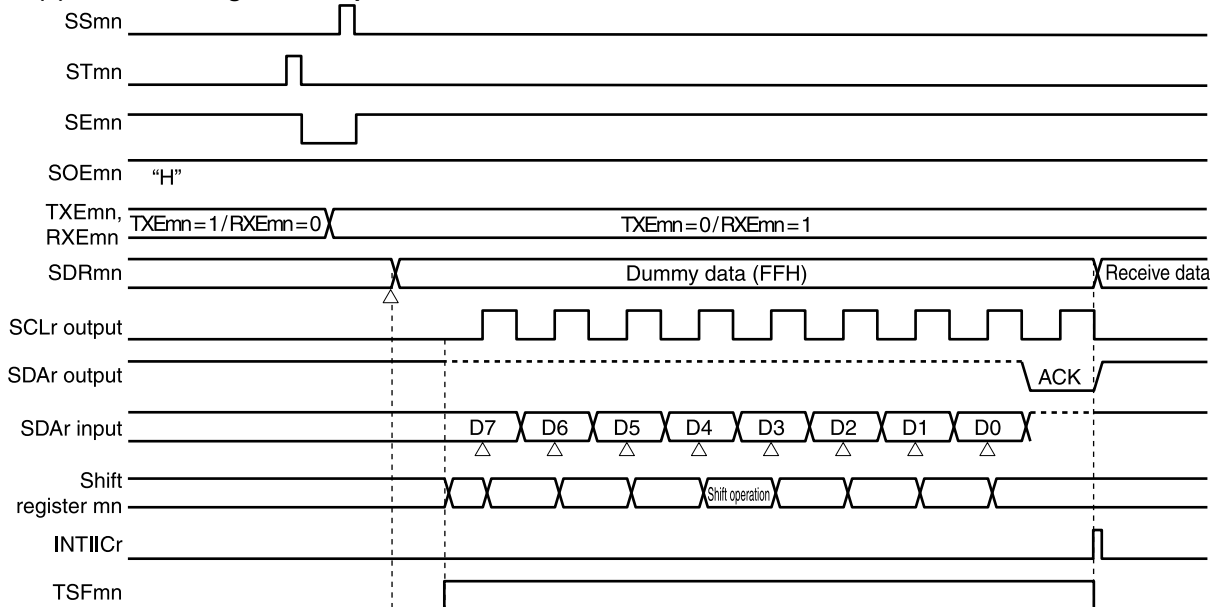 SSmn
STmn
SEmn
SOEmn "H"
TXEmn,
RXEmn
TXEmn=1/RXEmn=0 TXEmn=0/RXEmn=1
SDRmn Dummy data (FFH) Receive data
SCLr output
SDAr output ACK
SDAr input D7 D6 D5 D4 D3 D2 D1 D0
Shift
register mn
Shift operation
INTIICr
TSFmn